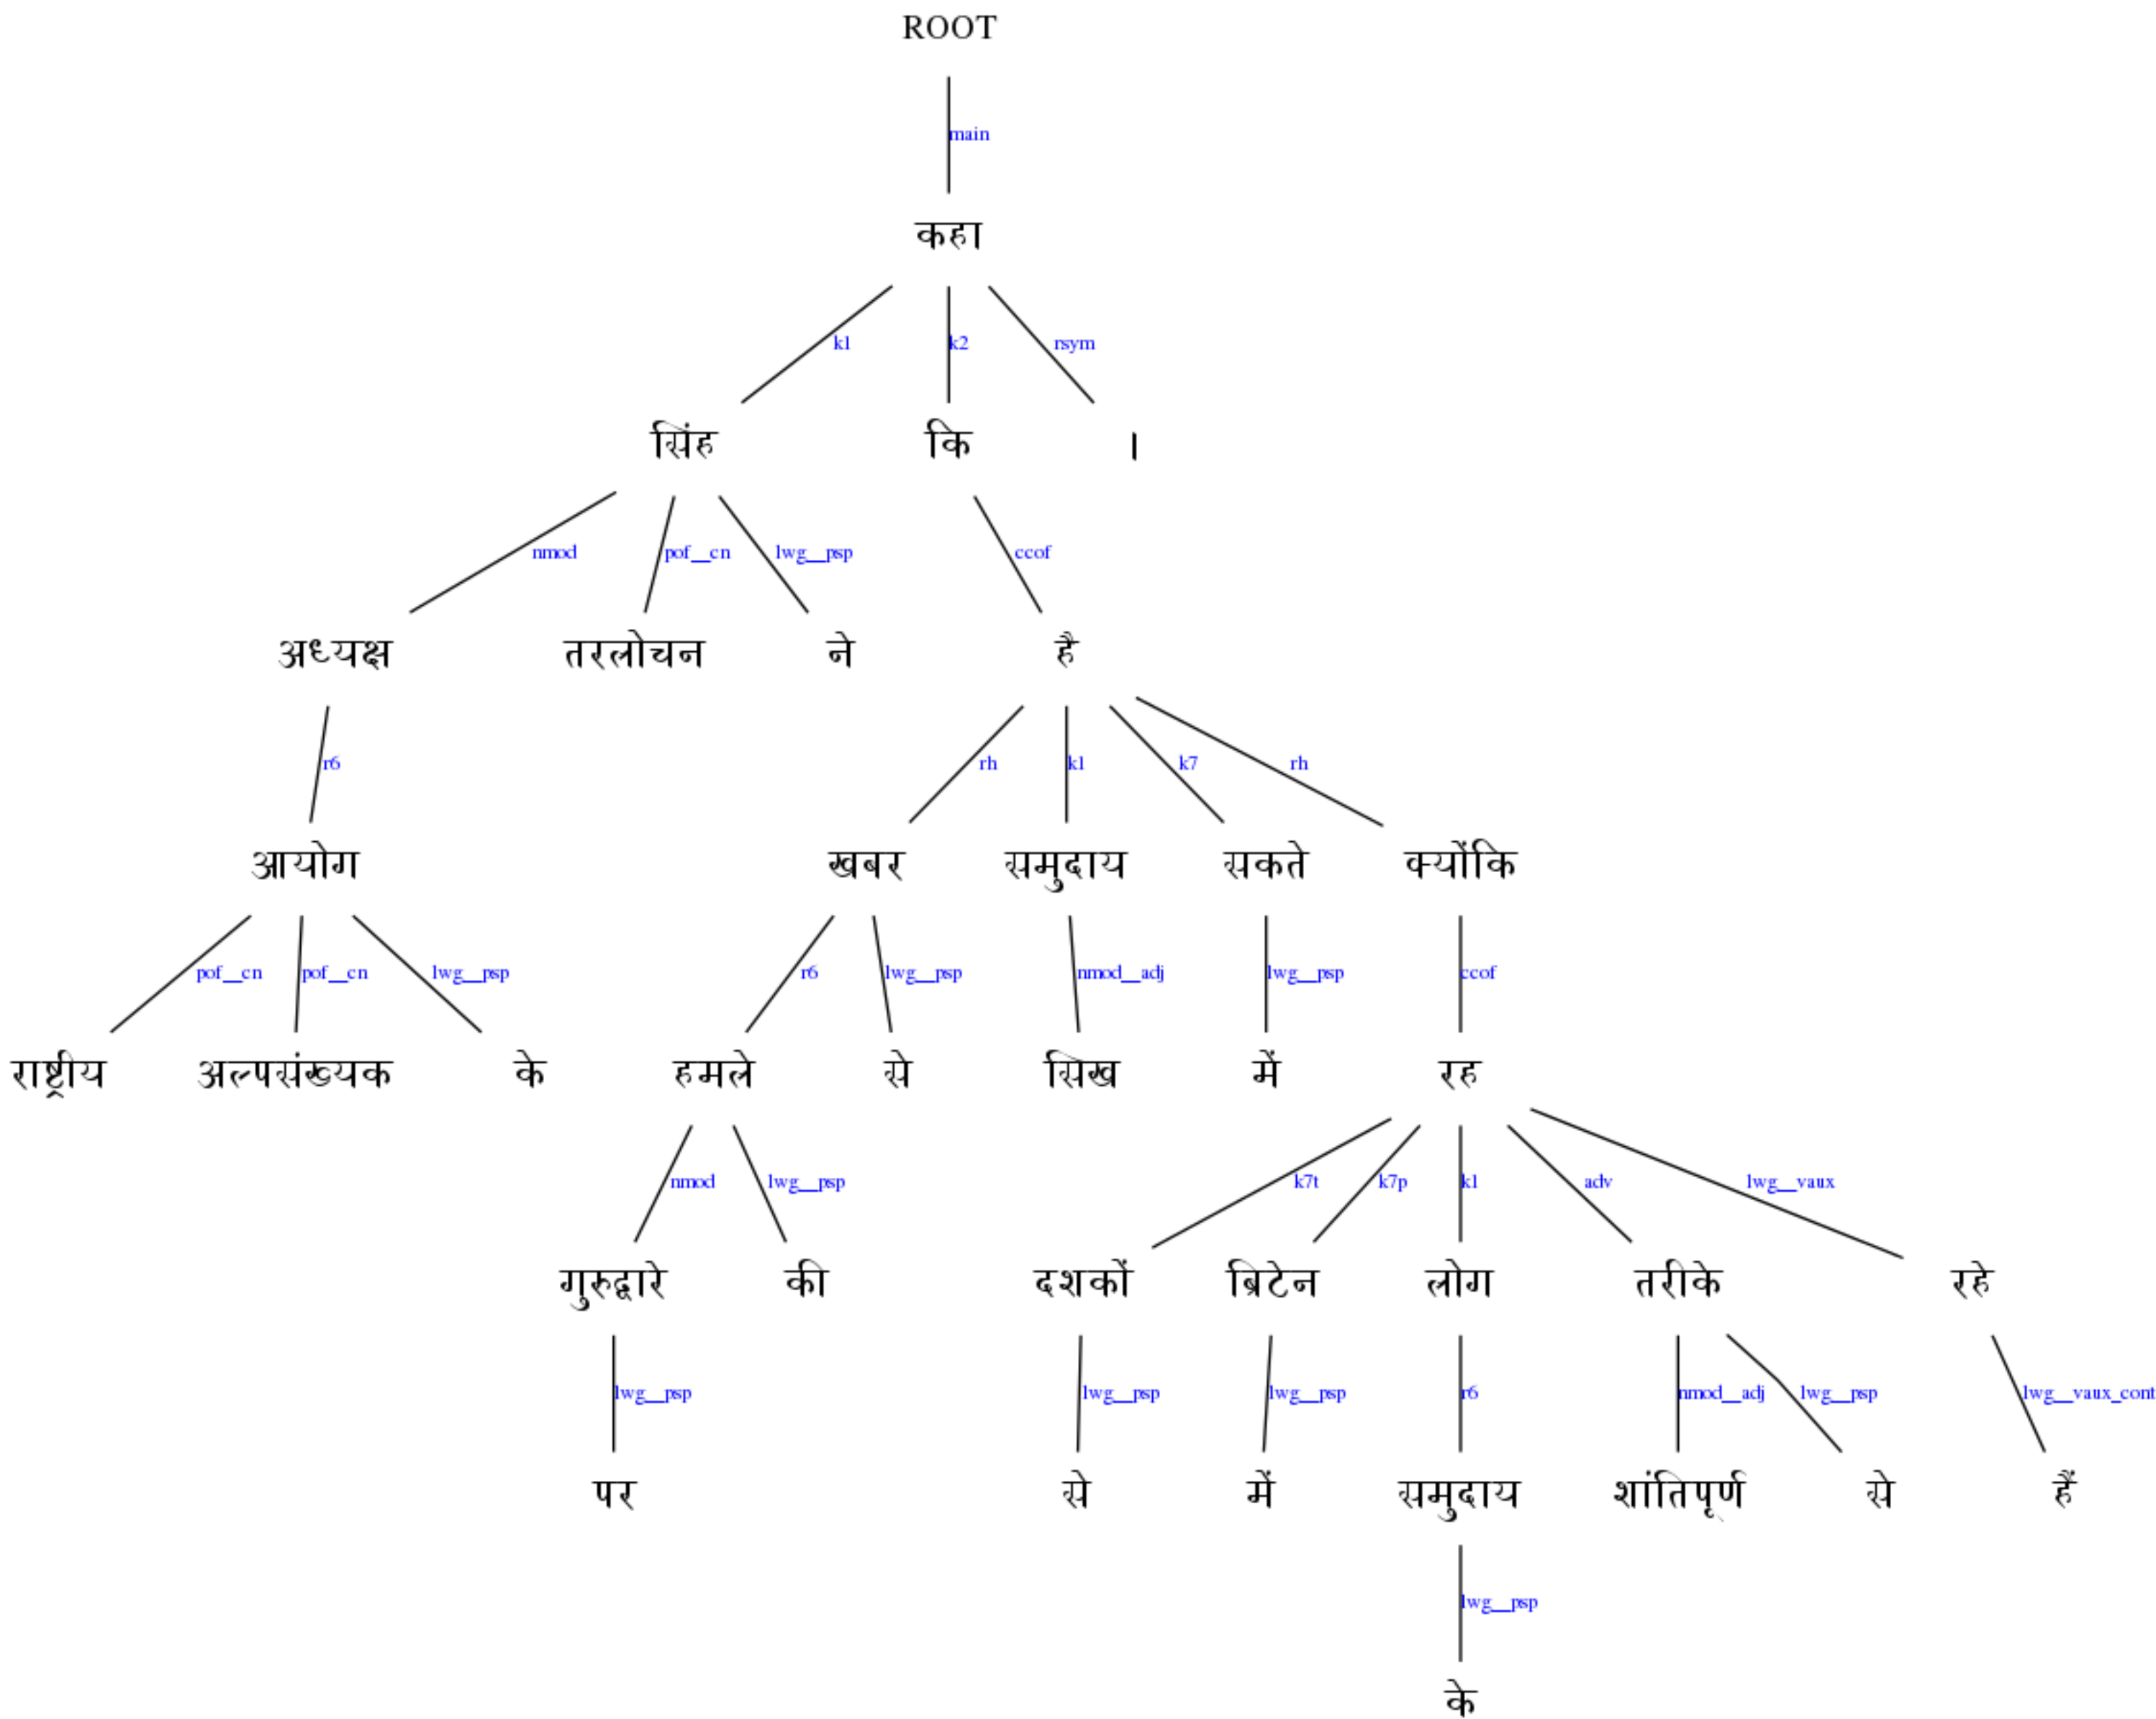 ROOT
main
कहा
k1 k2 rsym
सिंह कि ।
nmod pof__cn lwg__psp ccof
अध्यक्ष तरलोचन ने है
r6 rh k1 k7 rh
आयोग खबर समुदाय सकते क्योंकि
pof__cn pof__cn lwg__psp r6 lwg__psp nmod__adj lwg__psp ccof
राष्ट्रीय अल्पसंख्यक के हमले से सिख में रह
nmod lwg__psp k7t k7p k1 adv lwg__vaux
गुरुद्वारे की दशकों ब्रिटेन लोग तरीके रहे
lwg__psp lwg__psp lwg__psp r6 nmod__adj lwg__psp lwg__vaux_cont
पर से में समुदाय शांतिपूर्ण से हैं
lwg__psp
के